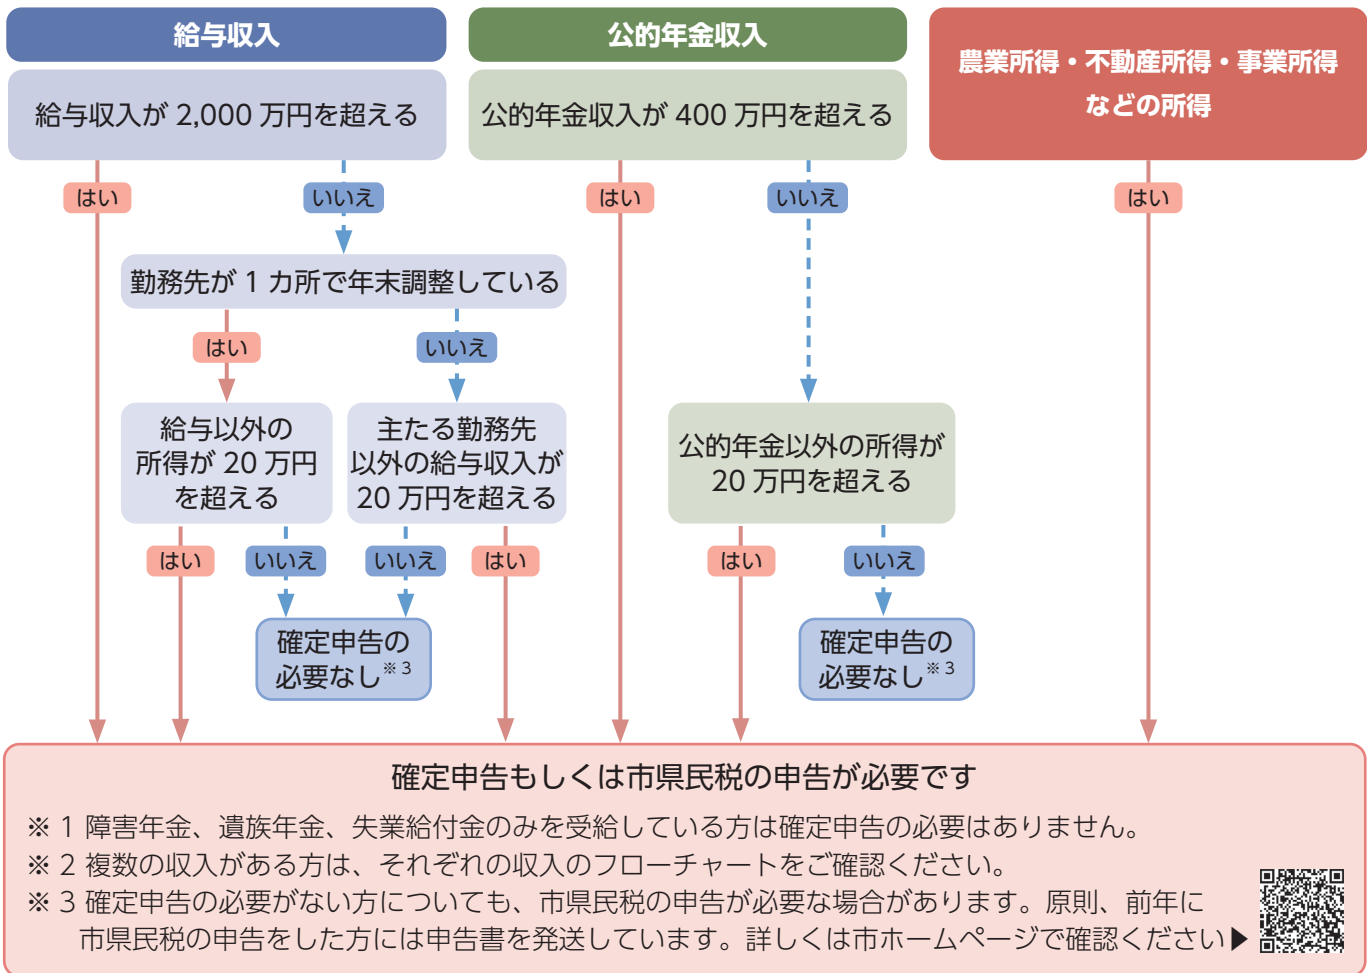 給与収入
給与収入が 2,000 万円を超える
はい
いいえ
勤務先が 1 カ所で年末調整している
はい
いいえ
給与以外の
所得が 20 万円
を超える
主たる勤務先
以外の給与収入が
20 万円を超える
はい
いいえ
いいえ
はい
確定申告の
必要なし※3
公的年金収入
公的年金収入が 400 万円を超える
はい
いいえ
公的年金以外の所得が
20 万円を超える
はい
いいえ
確定申告の
必要なし※3
農業所得・不動産所得・事業所得
などの所得
はい
確定申告もしくは市県民税の申告が必要です
※ 1 障害年金、遺族年金、失業給付金のみを受給している方は確定申告の必要はありません。
※ 2 複数の収入がある方は、それぞれの収入のフローチャートをご確認ください。
※ 3 確定申告の必要がない方についても、市県民税の申告が必要な場合があります。原則、前年に
市県民税の申告をした方には申告書を発送しています。詳しくは市ホームページで確認ください▶